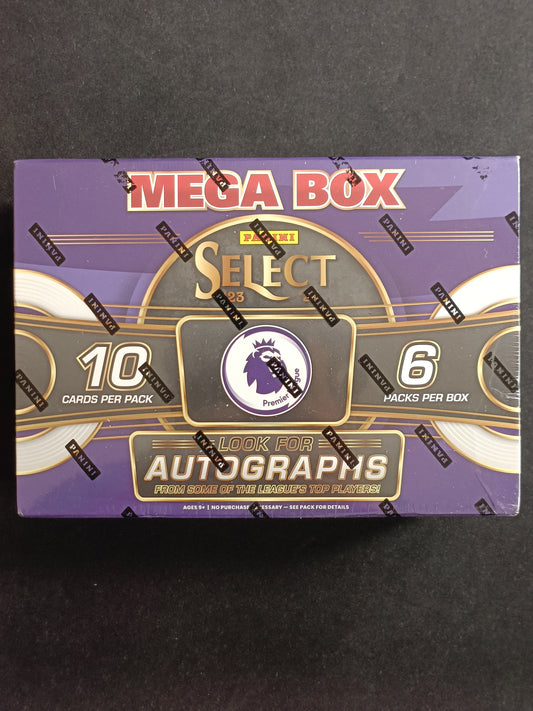 MEGA BOX
PANINI
SELECT
23
10
CARDS PER PACK
Premier League
6
PACKS PER BOX
LOOK FOR
AUTOGRAPHS
FROM SOME OF THE LEAGUE'S TOP PLAYERS!
AGES 9+ | NO PURCHASE NECESSARY — SEE PACK FOR DETAILS